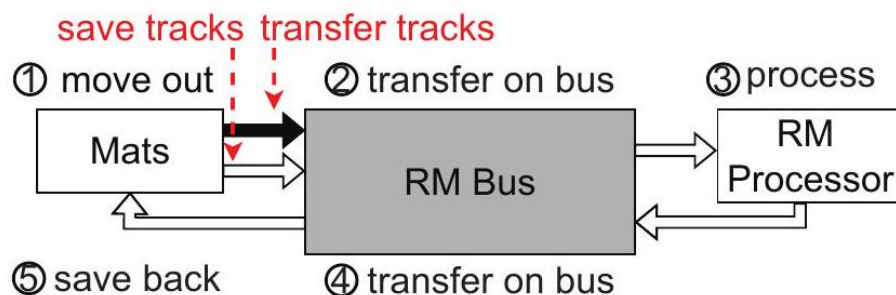 save tracks transfer tracks
① move out ② transfer on bus ③ process
Mats
RM Bus
RM
Processor
⑤ save back ④ transfer on bus